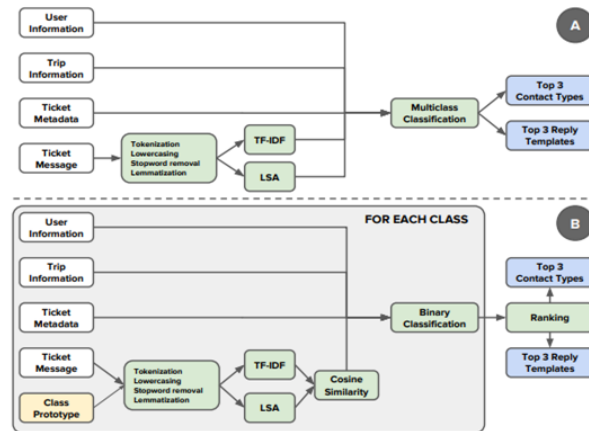 User
Information
A
Trip
Information
Top 3
Contact Types
Ticket
Metadata
Multiclass
Classification
Top 3 Reply
Templates
Ticket
Message
Tokenization
Lowercasing
Stopword removal
Lemmatization
TF-IDF
LSA
FOR EACH CLASS
B
User
Information
Trip
Information
Top 3
Contact Types
Ticket
Metadata
Binary
Classification
Ranking
Ticket
Message
Class
Prototype
Tokenization
Lowercasing
Stopword removal
Lemmatization
TF-IDF
LSA
Cosine
Similarity
Top 3 Reply
Templates